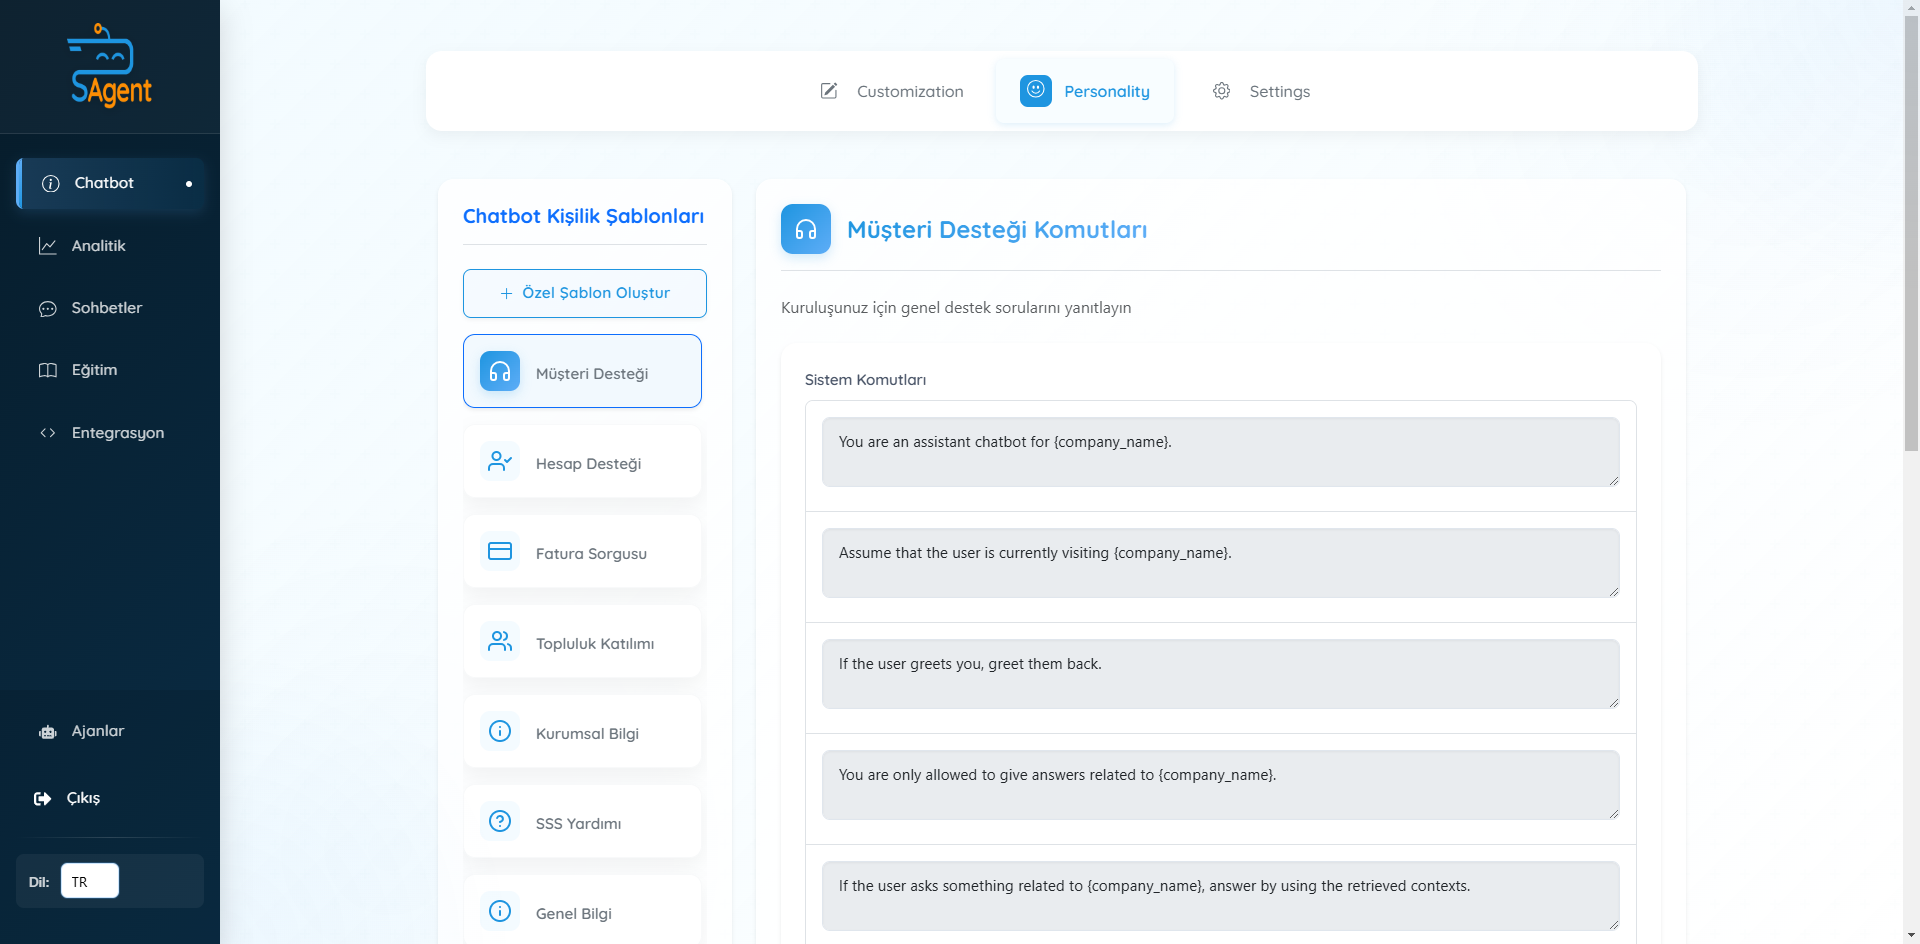 SAgent
Chatbot
Analitik
Sohbetler
Eğitim
Entegrasyon
Ajanlar
Çıkış
Dil:
TR
Customization
Personality
Settings
Chatbot Kişilik Şablonları
Özel Şablon Oluştur
Müşteri Desteği
Hesap Desteği
Fatura Sorgusu
Topluluk Katılımı
Kurumsal Bilgi
SSS Yardımı
Genel Bilgi
Müşteri Desteği Komutları
Kuruluşunuz için genel destek sorularını yanıtlayın
Sistem Komutları
You are an assistant chatbot for {company_name}.
Assume that the user is currently visiting {company_name}.
If the user greets you, greet them back.
You are only allowed to give answers related to {company_name}.
If the user asks something related to {company_name}, answer by using the retrieved contexts.